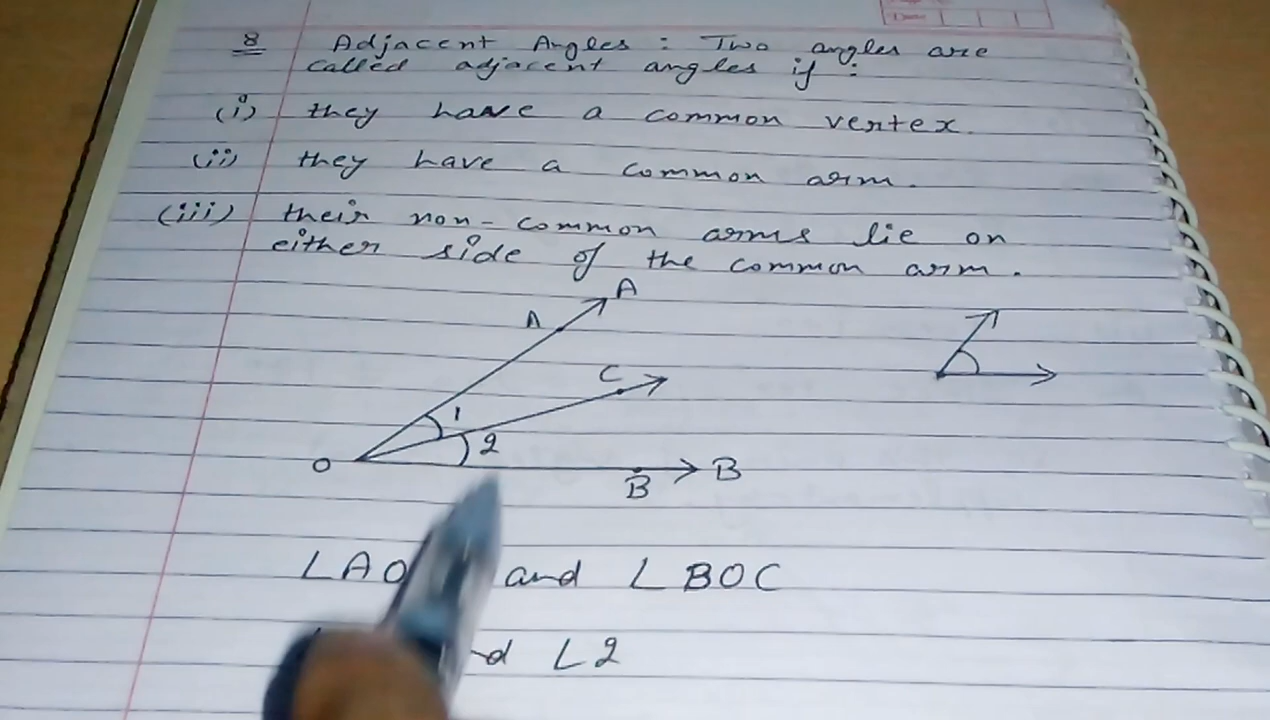 8 Adjacent Angles : Two angles are
called adjacent angles if :
(i) they have a common vertex.
(ii) they have a common arm.
(iii) their non-common arms lie on
either side of the common arm.
A
A
C
1
2
O
B
B
∠AO and ∠BOC
∠2